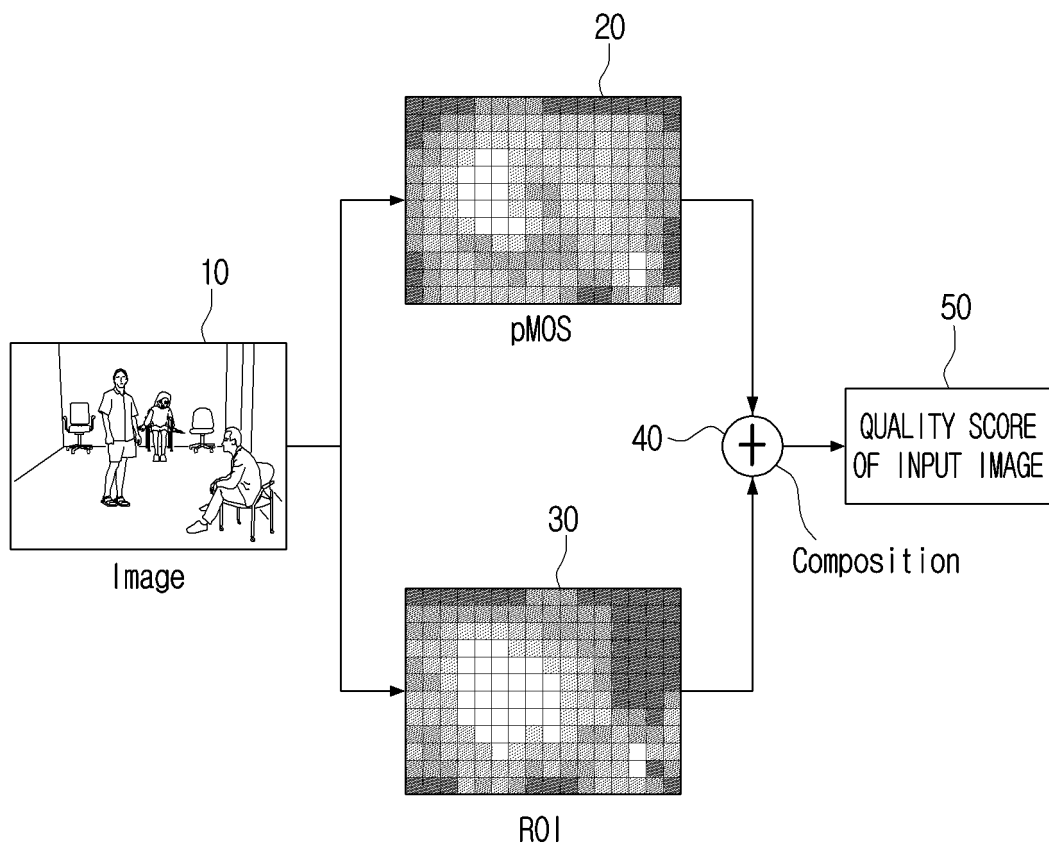 20
pMOS
10
Image
40
50
QUALITY SCORE
OF INPUT IMAGE
Composition
30
ROI